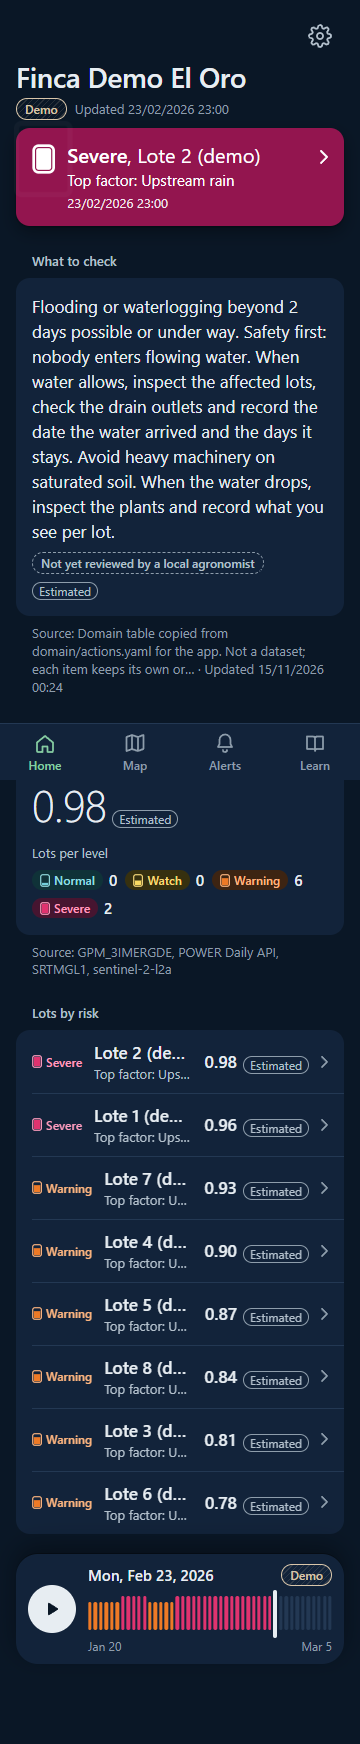 Finca Demo El Oro
Demo Updated 23/02/2026 23:00
Severe, Lote 2 (demo)
Top factor: Upstream rain
23/02/2026 23:00
What to check
Flooding or waterlogging beyond 2
days possible or under way. Safety first:
nobody enters flowing water. When
water allows, inspect the affected lots,
check the drain outlets and record the
date the water arrived and the days it
stays. Avoid heavy machinery on
saturated soil. When the water drops,
inspect the plants and record what you
see per lot.
Not yet reviewed by a local agronomist
Estimated
Source: Domain table copied from
domain/actions.yaml for the app. Not a dataset;
each item keeps its own or... · Updated 15/11/2026
00:24
Home Map Alerts Learn
0.98 Estimated
Lots per level
Normal 0 Watch 0 Warning 6
Severe 2
Source: GPM_3IMERGDE, POWER Daily API,
SRTMGL1, sentinel-2-l2a
Lots by risk
Severe Lote 2 (de... 0.98 Estimated
Top factor: Ups...
Severe Lote 1 (de... 0.96 Estimated
Top factor: Ups...
Warning Lote 7 (d... 0.93 Estimated
Top factor: U...
Warning Lote 4 (d... 0.90 Estimated
Top factor: U...
Warning Lote 5 (d... 0.87 Estimated
Top factor: U...
Warning Lote 8 (d... 0.84 Estimated
Top factor: U...
Warning Lote 3 (d... 0.81 Estimated
Top factor: U...
Warning Lote 6 (d... 0.78 Estimated
Top factor: U...
Mon, Feb 23, 2026 Demo
Jan 20 Mar 5